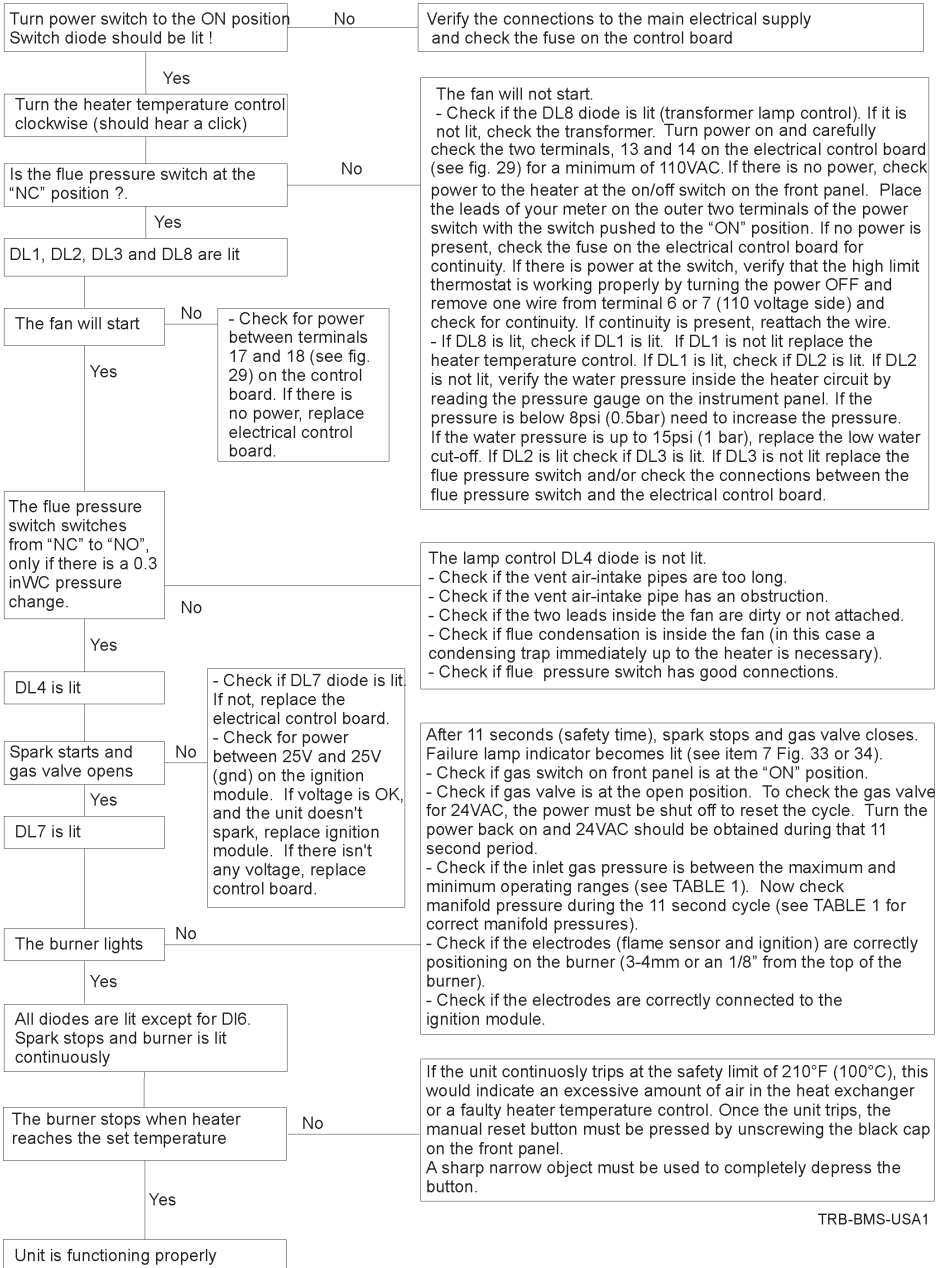 Turn power switch to the ON position
Switch diode should be lit !
No
Verify the connections to the main electrical supply
and check the fuse on the control board
Yes
Turn the heater temperature control
clockwise (should hear a click)
Is the flue pressure switch at the
“NC” position ?.
No
The fan will not start.
- Check if the DL8 diode is lit (transformer lamp control). If it is
not lit, check the transformer. Turn power on and carefully
check the two terminals, 13 and 14 on the electrical control board
(see fig. 29) for a minimum of 110VAC. If there is no power, check
power to the heater at the on/off switch on the front panel. Place
the leads of your meter on the outer two terminals of the power
switch with the switch pushed to the “ON” position. If no power is
present, check the fuse on the electrical control board for
continuity. If there is power at the switch, verify that the high limit
thermostat is working properly by turning the power OFF and
remove one wire from terminal 6 or 7 (110 voltage side) and
check for continuity. If continuity is present, reattach the wire.
- If DL8 is lit, check if DL1 is lit. If DL1 is not lit replace the
heater temperature control. If DL1 is lit, check if DL2 is lit. If DL2
is not lit, verify the water pressure inside the heater circuit by
reading the pressure gauge on the instrument panel. If the
pressure is below 8psi (0.5bar) need to increase the pressure.
If the water pressure is up to 15psi (1 bar), replace the low water
cut-off. If DL2 is lit check if DL3 is lit. If DL3 is not lit replace the
flue pressure switch and/or check the connections between the
flue pressure switch and the electrical control board.
Yes
DL1, DL2, DL3 and DL8 are lit
The fan will start
No
- Check for power
between terminals
17 and 18 (see fig.
29) on the control
board. If there is
no power, replace
electrical control
board.
Yes
The flue pressure
switch switches
from “NC” to “NO”,
only if there is a 0.3
inWC pressure
change.
No
The lamp control DL4 diode is not lit.
- Check if the vent air-intake pipes are too long.
- Check if the vent air-intake pipe has an obstruction.
- Check if the two leads inside the fan are dirty or not attached.
- Check if flue condensation is inside the fan (in this case a
condensing trap immediately up to the heater is necessary).
- Check if flue pressure switch has good connections.
Yes
DL4 is lit
Spark starts and
gas valve opens
No
- Check if DL7 diode is lit.
If not, replace the
electrical control board.
- Check for power
between 25V and 25V
(gnd) on the ignition
module. If voltage is OK,
and the unit doesn't
spark, replace ignition
module. If there isn't
any voltage, replace
control board.
Yes
DL7 is lit
The burner lights
No
After 11 seconds (safety time), spark stops and gas valve closes.
Failure lamp indicator becomes lit (see item 7 Fig. 33 or 34).
- Check if gas switch on front panel is at the “ON” position.
- Check if gas valve is at the open position. To check the gas valve
for 24VAC, the power must be shut off to reset the cycle. Turn the
power back on and 24VAC should be obtained during that 11
second period.
- Check if the inlet gas pressure is between the maximum and
minimum operating ranges (see TABLE 1). Now check
manifold pressure during the 11 second cycle (see TABLE 1 for
correct manifold pressures).
- Check if the electrodes (flame sensor and ignition) are correctly
positioning on the burner (3-4mm or an 1/8” from the top of the
burner).
- Check if the electrodes are correctly connected to the
ignition module.
Yes
All diodes are lit except for Dl6.
Spark stops and burner is lit
continuously
The burner stops when heater
reaches the set temperature
No
If the unit continuosly trips at the safety limit of 210°F (100°C), this
would indicate an excessive amount of air in the heat exchanger
or a faulty heater temperature control. Once the unit trips, the
manual reset button must be pressed by unscrewing the black cap
on the front panel.
A sharp narrow object must be used to completely depress the
button.
Yes
TRB-BMS-USA1
Unit is functioning properly